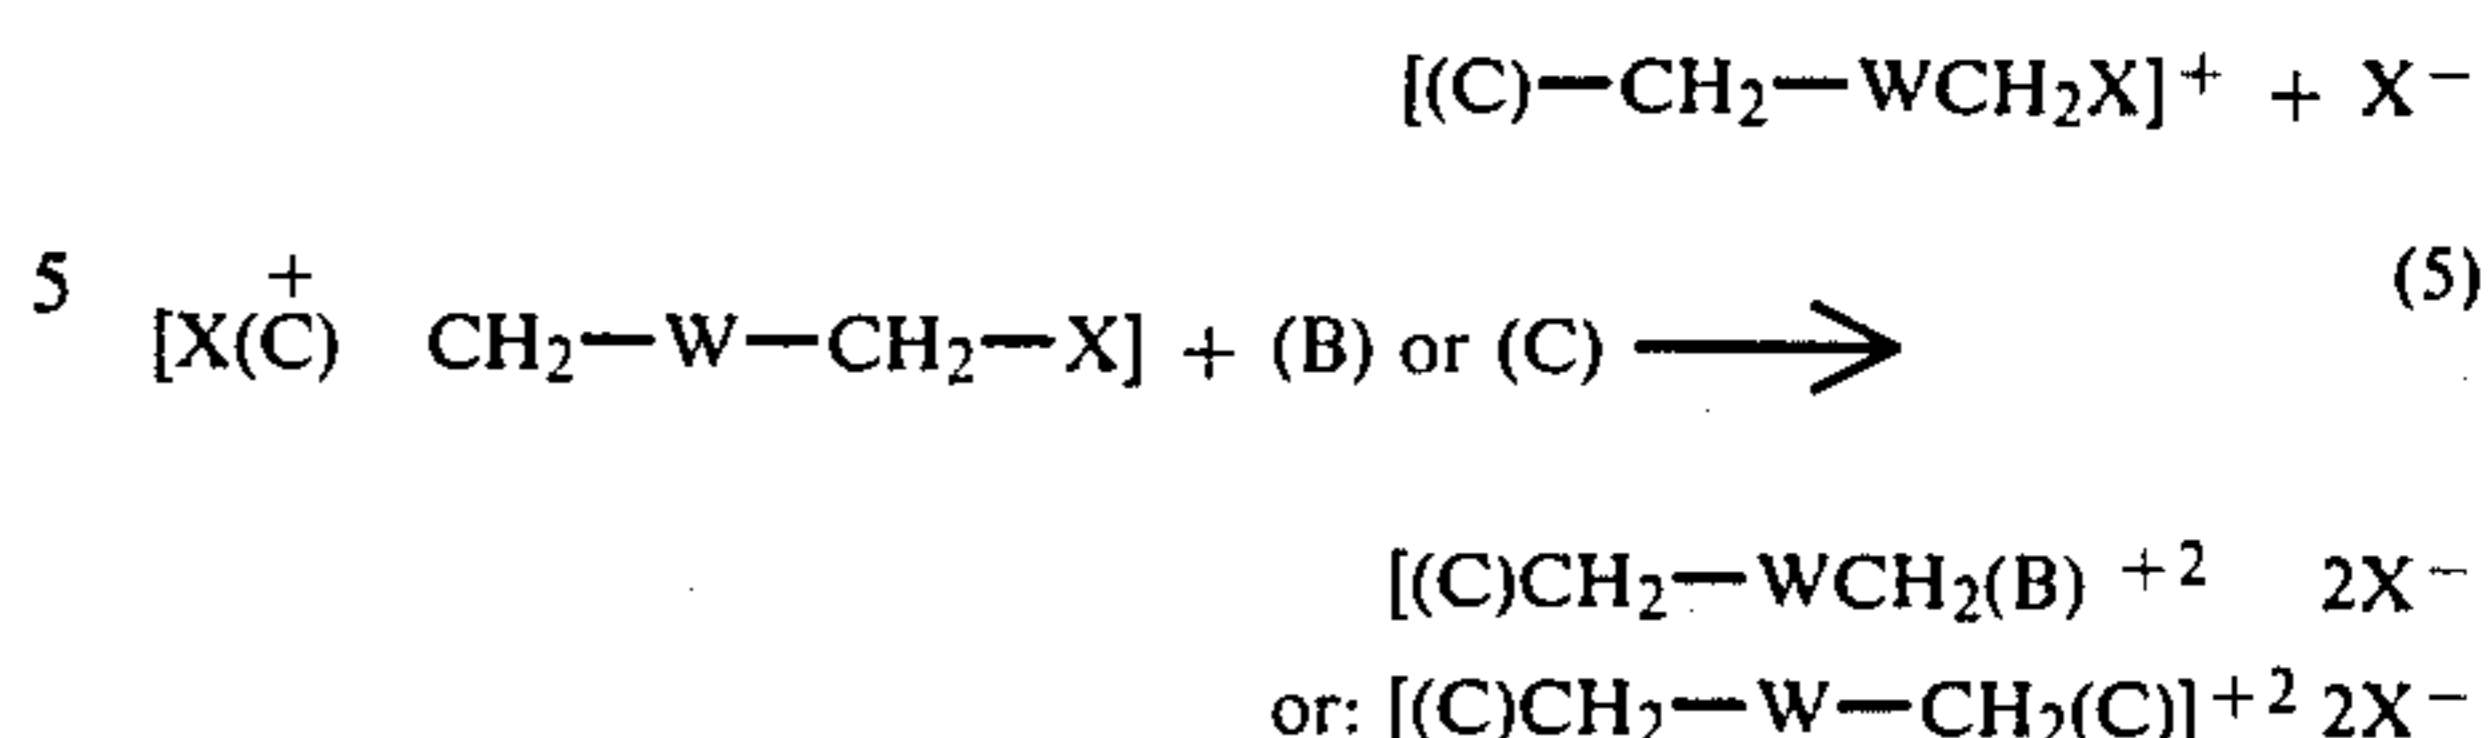 [(C)—CH2—WCH2X]+ + X−
5 (5)
+
[X(C) CH2—W—CH2—X] + (B) or (C) ⟶
[(C)CH2—WCH2(B) +2 2X−
or: [(C)CH2—W—CH2(C)]+2 2X−